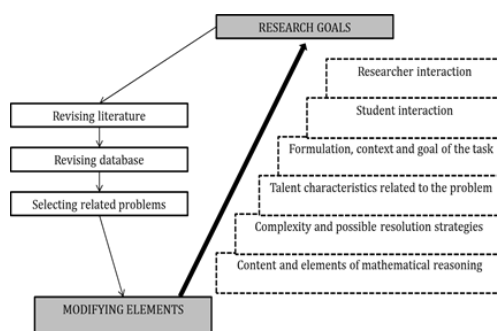 RESEARCH GOALS
Researcher interaction
Student interaction
Formulation, context and goal of the task
Talent characteristics related to the problem
Complexity and possible resolution strategies
Content and elements of mathematical reasoning
Revising literature
Revising database
Selecting related problems
MODIFYING ELEMENTS